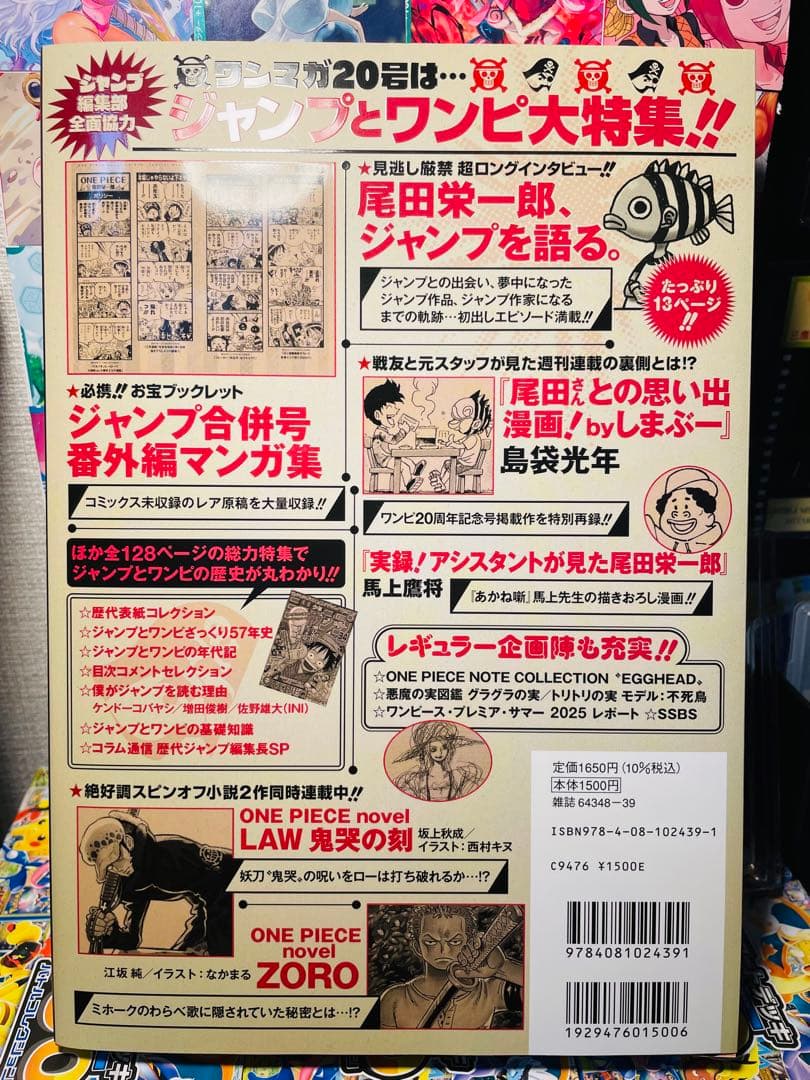 ジャンプ
編集部
全面協力
ワンマガ20号は…
ジャンプとワンピ大特集!!
ONE PIECE
★見逃し厳禁 超ロングインタビュー!!
尾田栄一郎、
ジャンプを語る。
ジャンプとの出会い、夢中になった
ジャンプ作品、ジャンプ作家になる
までの軌跡…初出しエピソード満載!!
たっぷり
13ページ
!!
★必携!! お宝ブックレット
ジャンプ合併号
番外編マンガ集
コミックス未収録のレア原稿を大量収録!!
★戦友と元スタッフが見た週刊連載の裏側とは!?
『尾田さんとの思い出
漫画!byしまぶー』
島袋光年
ワンピ20周年記念号掲載作を特別再録!!
『実録!アシスタントが見た尾田栄一郎』
馬上鷹将
『あかね噺』馬上先生の描きおろし漫画!!
ほか全128ページの総力特集で
ジャンプとワンピの歴史が丸わかり!!
☆歴代表紙コレクション
☆ジャンプとワンピざっくり57年史
☆ジャンプとワンピの年代記
☆目次コメントセレクション
☆僕がジャンプを読む理由
ケンドーコバヤシ/増田俊樹/佐野雄大(INI)
☆ジャンプとワンピの基礎知識
☆コラム通信 歴代ジャンプ編集長SP
レギュラー企画陣も充実!!
☆ONE PIECE NOTE COLLECTION “EGGHEAD”
☆悪魔の実図鑑 グラグラの実/トリトリの実 モデル:不死鳥
☆ワンピース・プレミア・サマー 2025 レポート ☆SSBS
★絶好調スピンオフ小説2作同時連載中!!
ONE PIECE novel
LAW 鬼哭の刻
坂上秋成/
イラスト:西村キヌ
妖刀“鬼哭”の呪いをローは打ち破れるか…!?
ONE PIECE
novel
ZORO
江坂 純/イラスト:なかまる
ミホークのわらべ歌に隠されていた秘密とは…!?
定価1650円(10%税込)
本体1500円
雑誌 64348-39
ISBN978-4-08-102439-1
C9476 ¥1500E
9784081024391
1929476015006